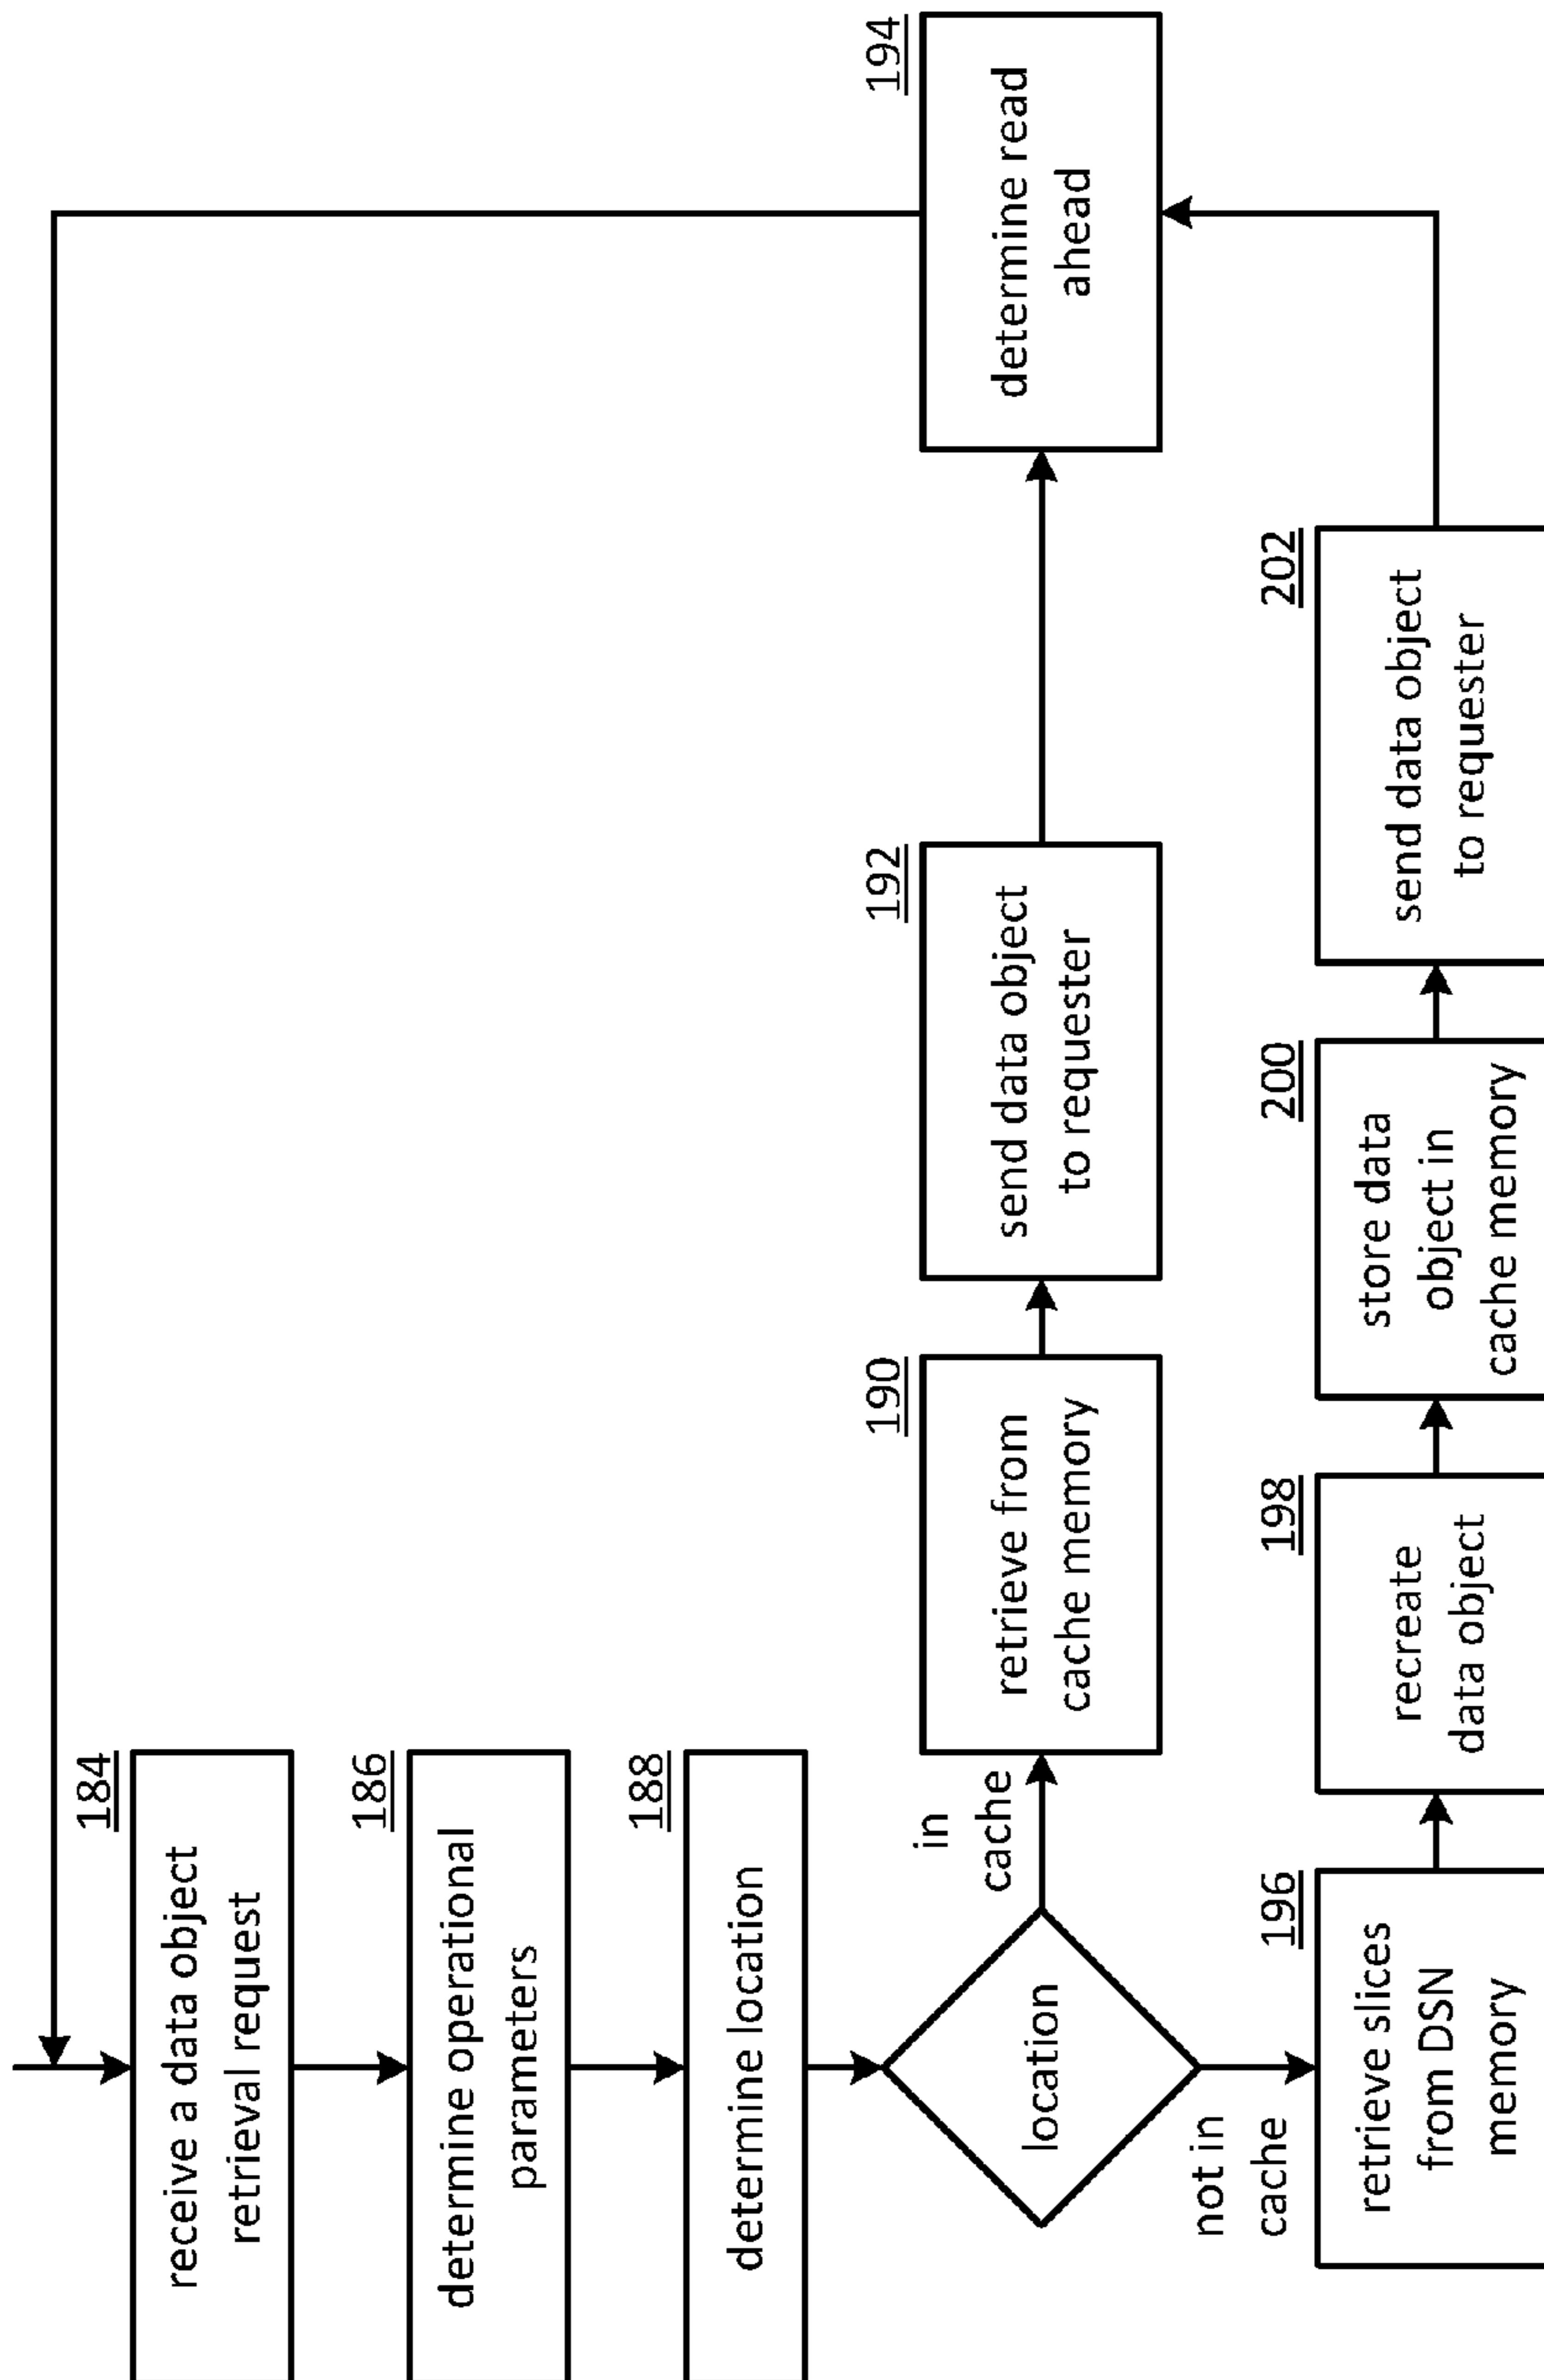 184
receive a data object
retrieval request
186
determine operational
parameters
188
determine location
location
in
cache
not in
cache
190
retrieve from
cache memory
192
send data object
to requester
194
determine read
ahead
196
retrieve slices
from DSN
memory
198
recreate
data object
200
store data
object in
cache memory
202
send data object
to requester